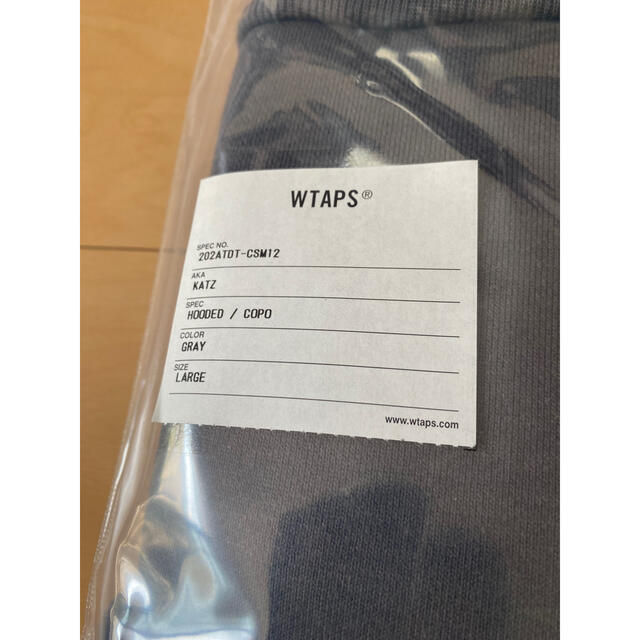 WTAPS®
SPEC NO.
202ATDT-CSM12
AKA
KATZ
SPEC
HOODED / COPO
COLOR
GRAY
SIZE
LARGE
www.wtaps.com